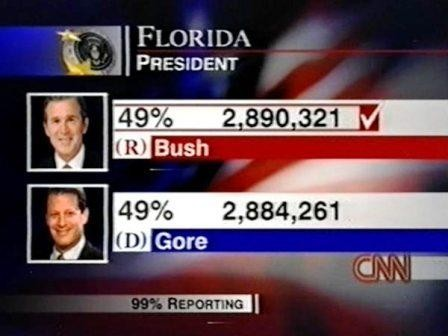 FLORIDA
PRESIDENT
49% 2,890,321
(R) Bush
49% 2,884,261
(D) Gore
CNN
99% REPORTING